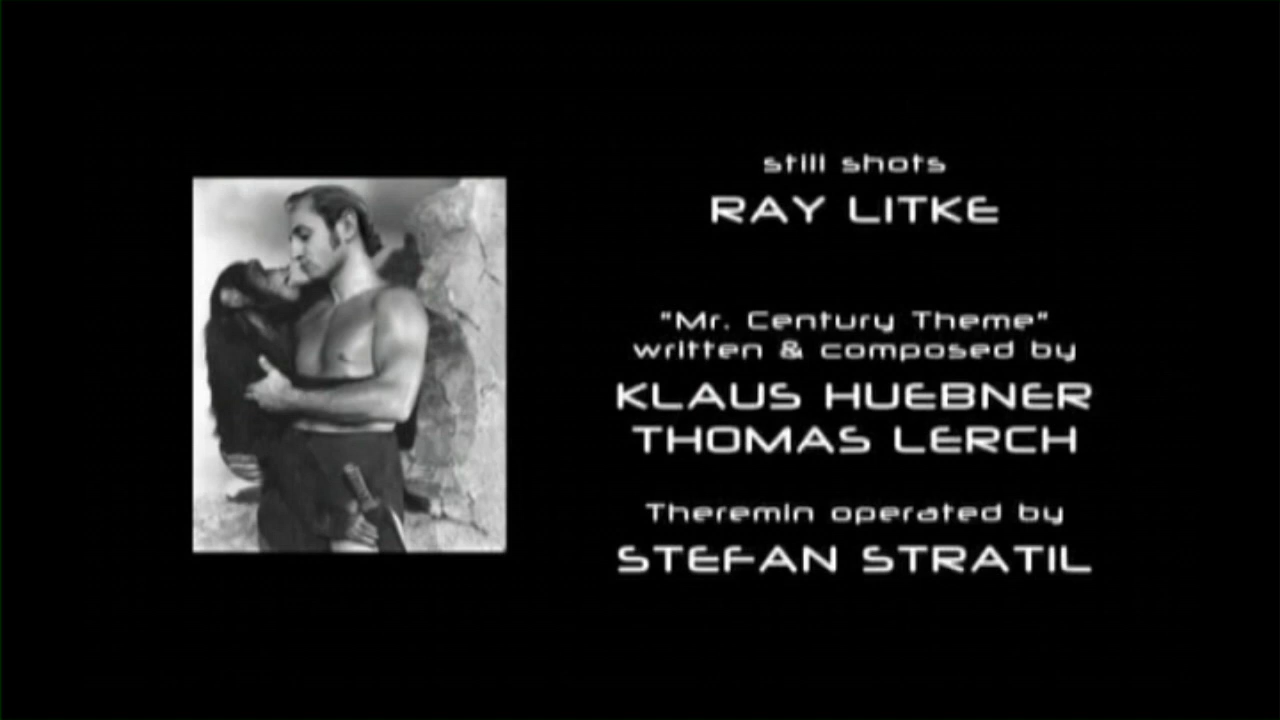 still shots
RAY LITKE
"Mr. Century Theme"
written & composed by
KLAUS HUEBNER
THOMAS LERCH
Theremin operated by
STEFAN STRATIL